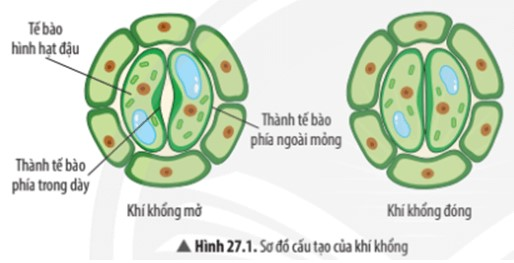 Tế bào
hình hạt đậu
Thành tế bào
phía trong dày
Thành tế bào
phía ngoài mỏng
Khí khổng mở
Khí khổng đóng
▲ Hình 27.1. Sơ đồ cấu tạo của khí khổng